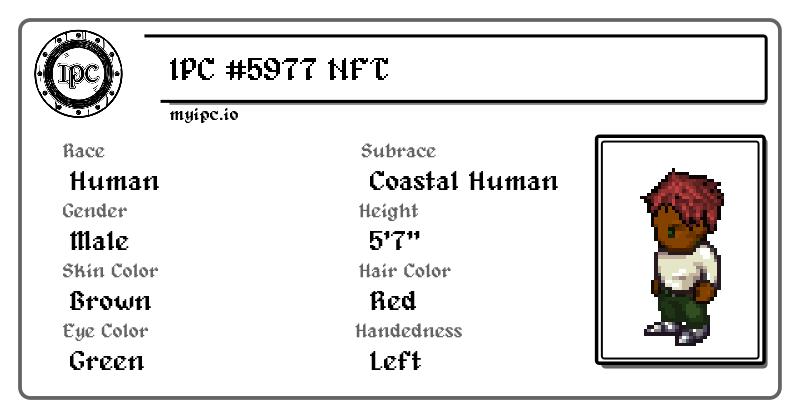 IPC
IPC #5977 NFT
myipc.io
Race
Subrace
Human
Coastal Human
Gender
Height
Male
5'7"
Skin Color
Hair Color
Brown
Red
Eye Color
Handedness
Green
Left